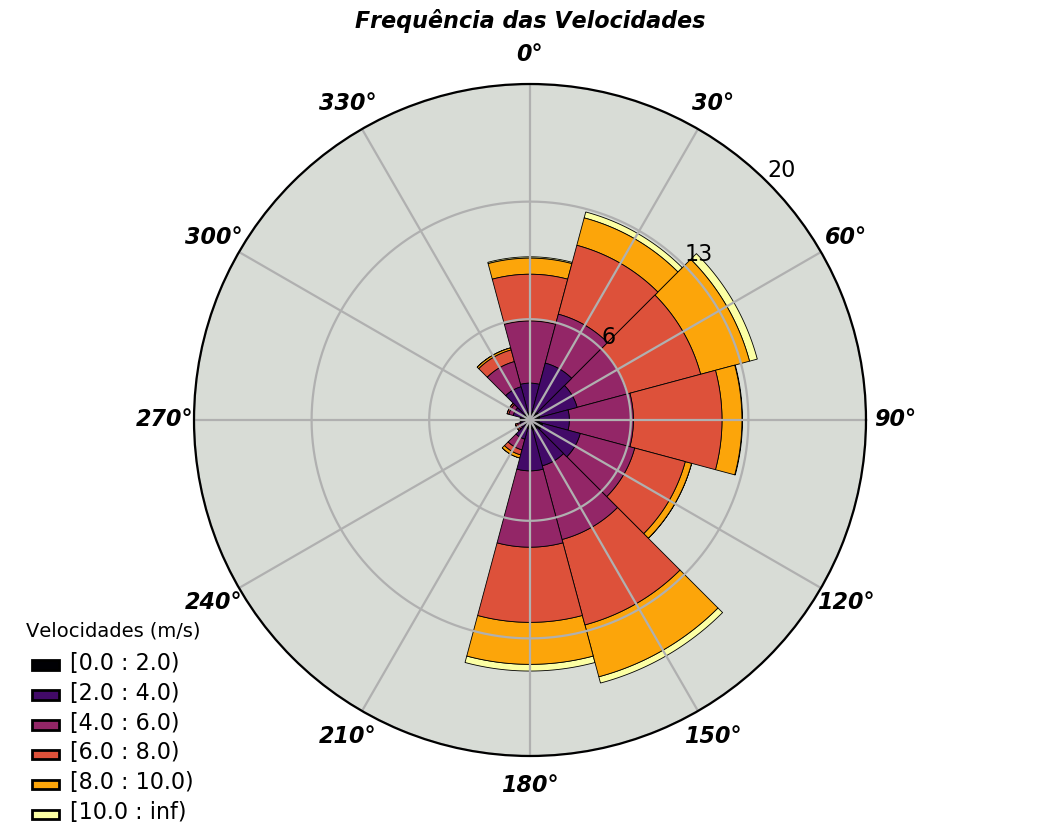 Frequência das Velocidades
0°
330°
30°
20
300°
60°
13
6
270°
90°
240°
120°
210°
150°
180°
Velocidades (m/s)
[0.0 : 2.0)
[2.0 : 4.0)
[4.0 : 6.0)
[6.0 : 8.0)
[8.0 : 10.0)
[10.0 : inf)